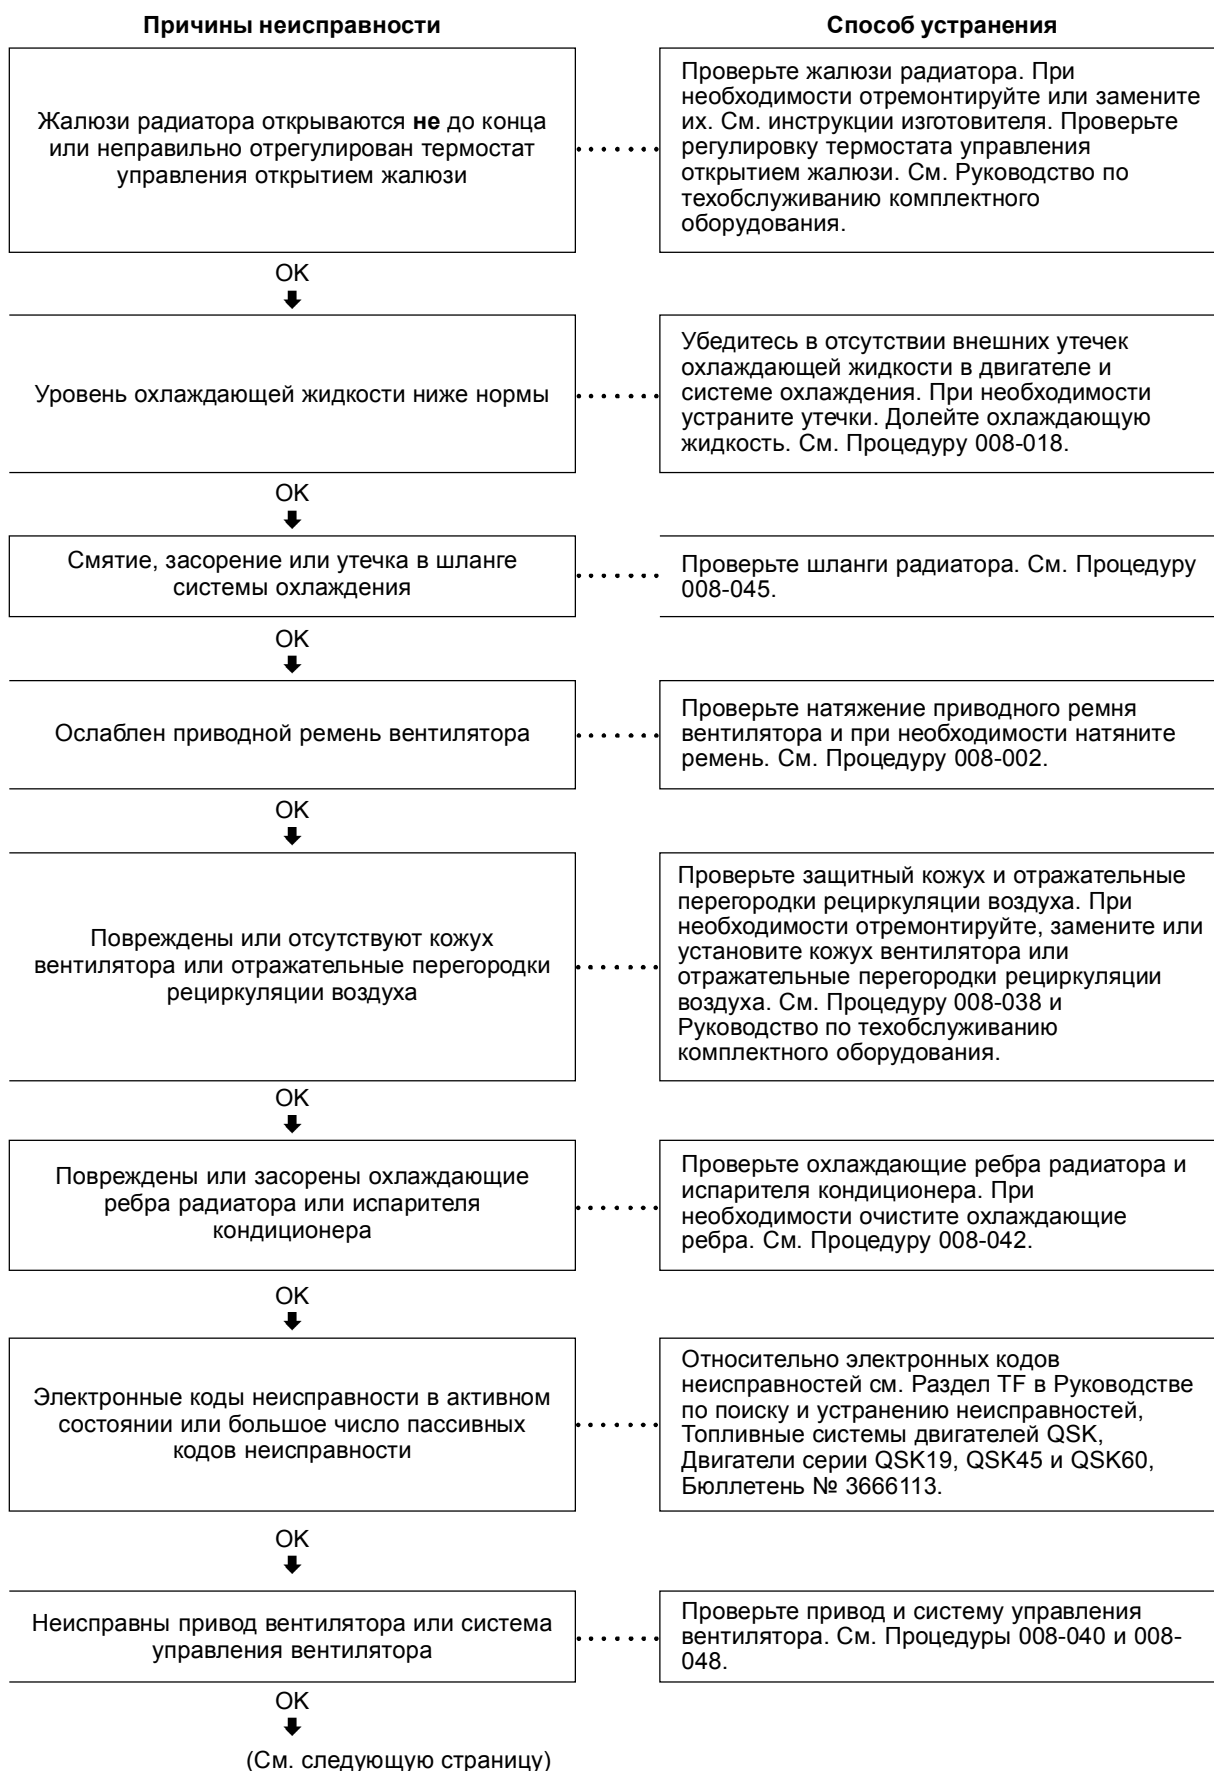 Причины неисправности
Способ устранения
Жалюзи радиатора открываются не до конца
или неправильно отрегулирован термостат
управления открытием жалюзи
Проверьте жалюзи радиатора. При
необходимости отремонтируйте или замените
их. См. инструкции изготовителя. Проверьте
регулировку термостата управления
открытием жалюзи. См. Руководство по
техобслуживанию комплектного
оборудования.
OK
Уровень охлаждающей жидкости ниже нормы
Убедитесь в отсутствии внешних утечек
охлаждающей жидкости в двигателе и
системе охлаждения. При необходимости
устраните утечки. Долейте охлаждающую
жидкость. См. Процедуру 008-018.
OK
Смятие, засорение или утечка в шланге
системы охлаждения
Проверьте шланги радиатора. См. Процедуру
008-045.
OK
Ослаблен приводной ремень вентилятора
Проверьте натяжение приводного ремня
вентилятора и при необходимости натяните
ремень. См. Процедуру 008-002.
OK
Повреждены или отсутствуют кожух
вентилятора или отражательные перегородки
рециркуляции воздуха
Проверьте защитный кожух и отражательные
перегородки рециркуляции воздуха. При
необходимости отремонтируйте, замените или
установите кожух вентилятора или
отражательные перегородки рециркуляции
воздуха. См. Процедуру 008-038 и
Руководство по техобслуживанию
комплектного оборудования.
OK
Повреждены или засорены охлаждающие
ребра радиатора или испарителя
кондиционера
Проверьте охлаждающие ребра радиатора и
испарителя кондиционера. При
необходимости очистите охлаждающие
ребра. См. Процедуру 008-042.
OK
Электронные коды неисправности в активном
состоянии или большое число пассивных
кодов неисправности
Относительно электронных кодов
неисправностей см. Раздел TF в Руководстве
по поиску и устранению неисправностей,
Топливные системы двигателей QSK,
Двигатели серии QSK19, QSK45 и QSK60,
Бюллетень № 3666113.
OK
Неисправны привод вентилятора или система
управления вентилятора
Проверьте привод и систему управления
вентилятора. См. Процедуры 008-040 и 008-
048.
OK
(См. следующую страницу)